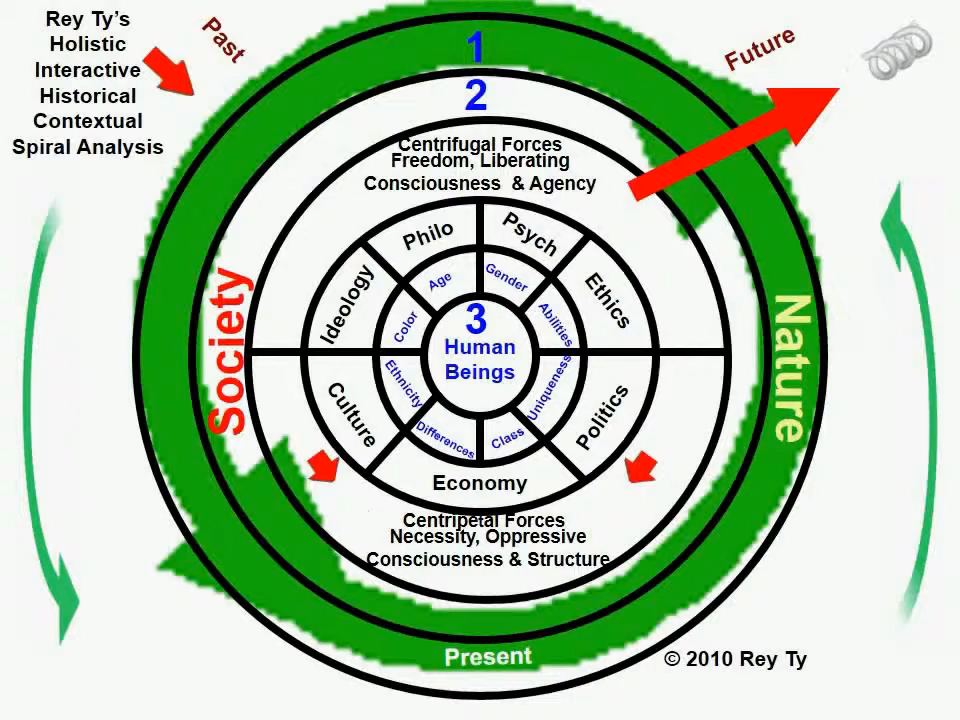 Rey Ty's
Holistic
Interactive
Historical
Contextual
Spiral Analysis
Past
Future
1
2
Centrifugal Forces
Freedom, Liberating
Consciousness & Agency
Philo
Psych
Ideology
Ethics
Age
Gender
Color
Abilities
3
Human
Beings
Society
Nature
Ethnicity
Uniqueness
Culture
Politics
Differences
Class
Economy
Centripetal Forces
Necessity, Oppressive
Consciousness & Structure
Present
© 2010 Rey Ty